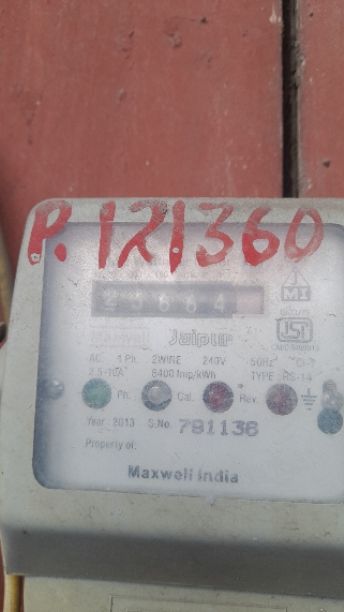 P. 121360
Maxwell Jaipur
AC 1 Ph. 2WIRE 240V 50Hz
2.5-10A 6400 Imp/kWh TYPE RS-14
Ph. Cal. Rev.
Year 2013 S.No. 791136
Property of.
Maxwell India